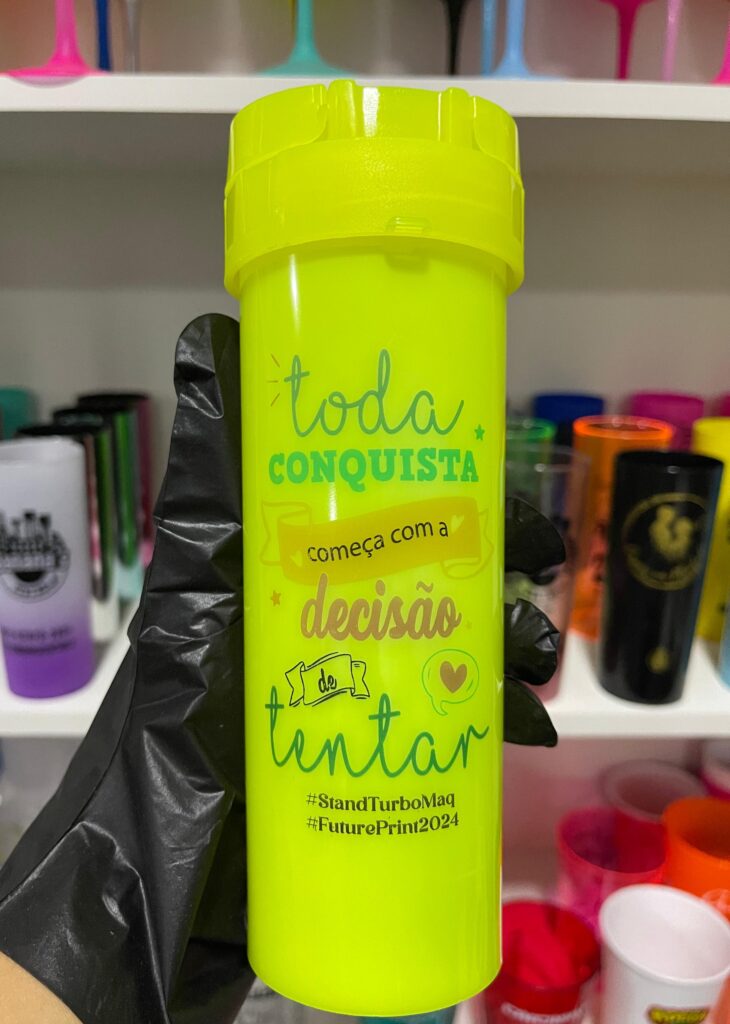 toda
CONQUISTA
começa com a
decisão
de
tentar
#StandTurboMaq
#FuturePrint2024